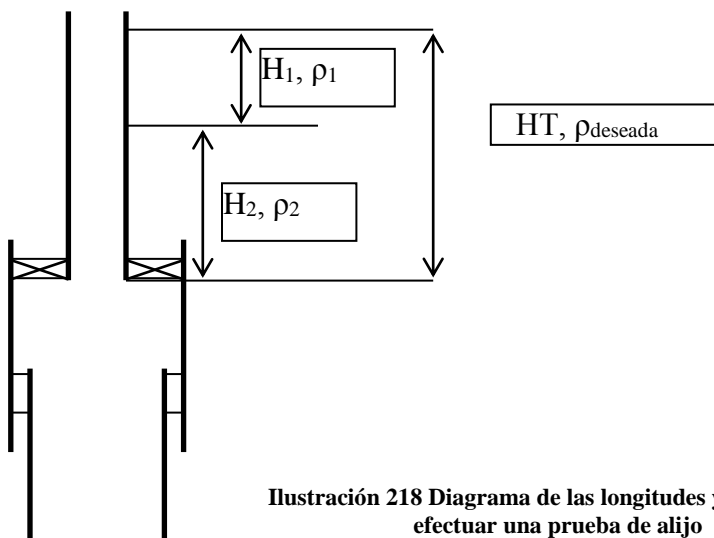 H₁, ρ₁
HT, ρdeseada
H₂, ρ₂
Ilustración 218 Diagrama de las longitudes
efectuar una prueba de alijo